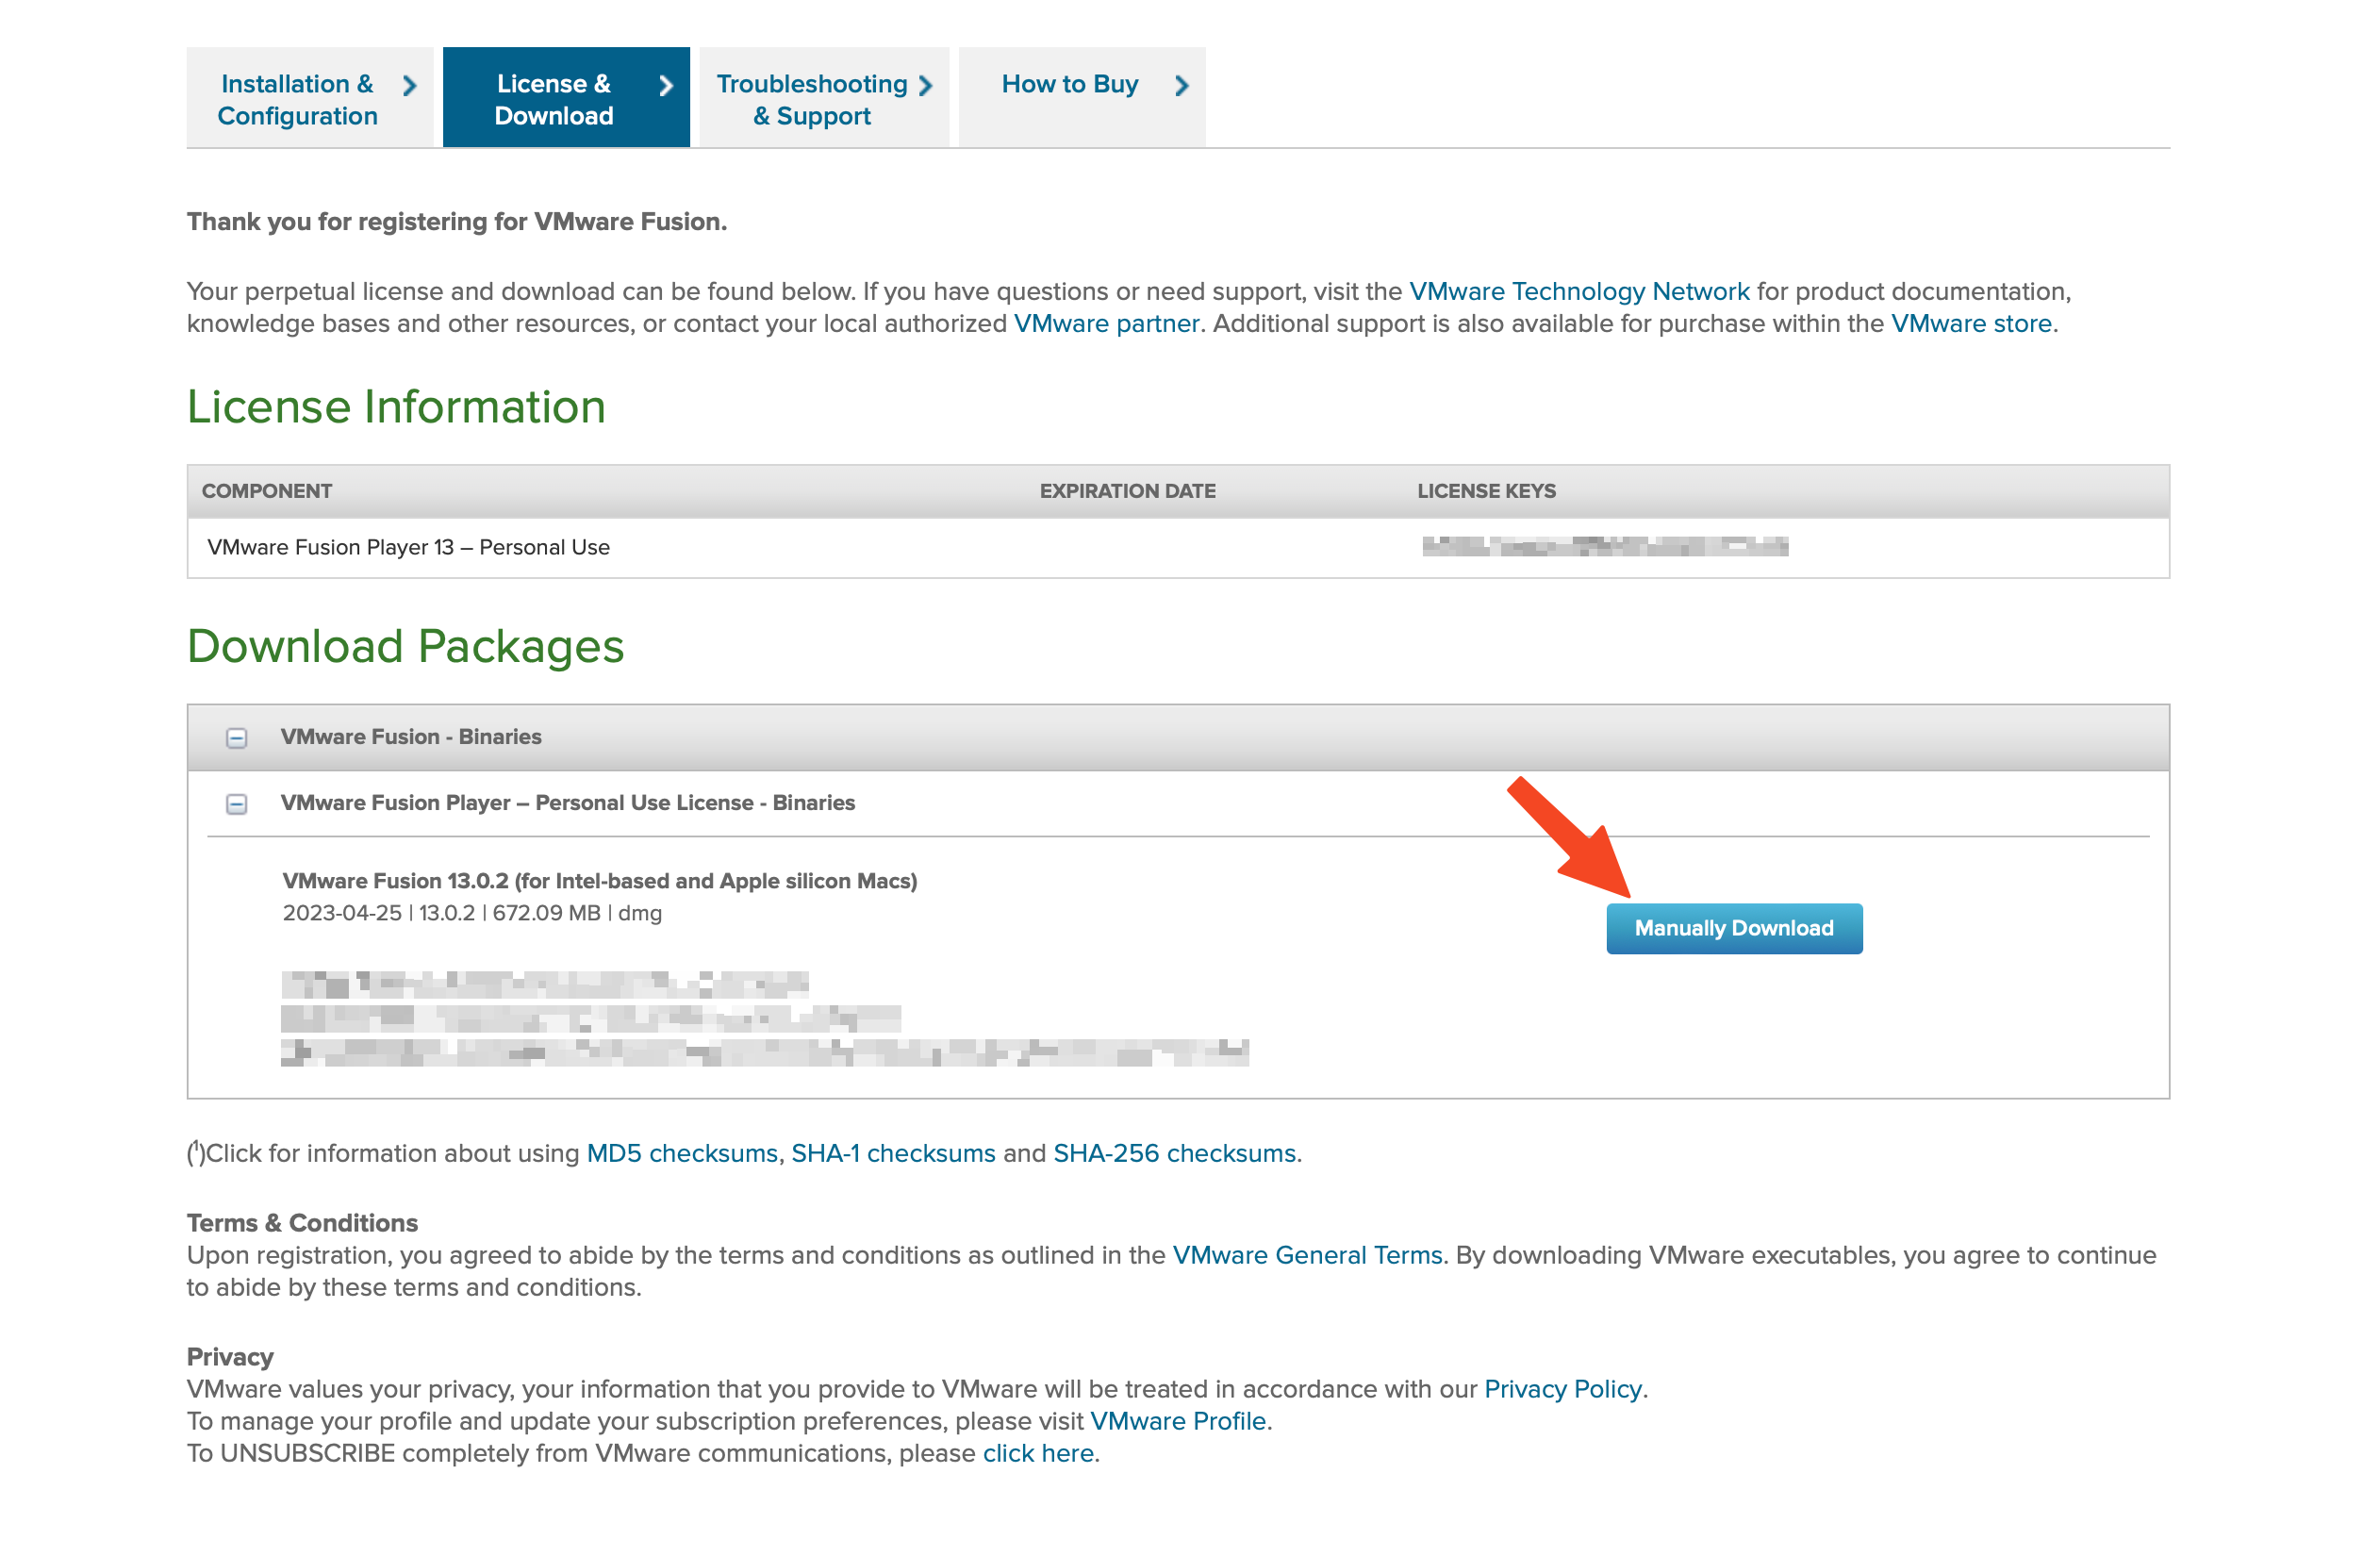 Installation &
Configuration
License &
Download
Troubleshooting
& Support
How to Buy
Thank you for registering for VMware Fusion.
Your perpetual license and download can be found below. If you have questions or need support, visit the VMware Technology Network for product documentation,
knowledge bases and other resources, or contact your local authorized VMware partner. Additional support is also available for purchase within the VMware store.
License Information
COMPONENT EXPIRATION DATE LICENSE KEYS
VMware Fusion Player 13 – Personal Use
Download Packages
VMware Fusion - Binaries
VMware Fusion Player – Personal Use License - Binaries
VMware Fusion 13.0.2 (for Intel-based and Apple silicon Macs)
2023-04-25 | 13.0.2 | 672.09 MB | dmg
Manually Download
(¹)Click for information about using MD5 checksums, SHA-1 checksums and SHA-256 checksums.
Terms & Conditions
Upon registration, you agreed to abide by the terms and conditions as outlined in the VMware General Terms. By downloading VMware executables, you agree to continue
to abide by these terms and conditions.
Privacy
VMware values your privacy, your information that you provide to VMware will be treated in accordance with our Privacy Policy.
To manage your profile and update your subscription preferences, please visit VMware Profile.
To UNSUBSCRIBE completely from VMware communications, please click here.